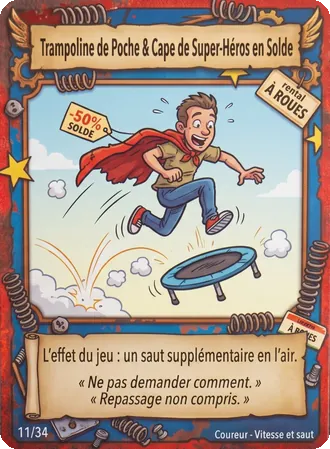 Trampoline de Poche & Cape de Super-Héros en Solde
rental
À ROUES
-50%
SOLDE
À ROUES
L'effet du jeu : un saut supplémentaire en l'air.
« Ne pas demander comment. »
« Repassage non compris. »
11/34
Coureur - Vitesse et saut